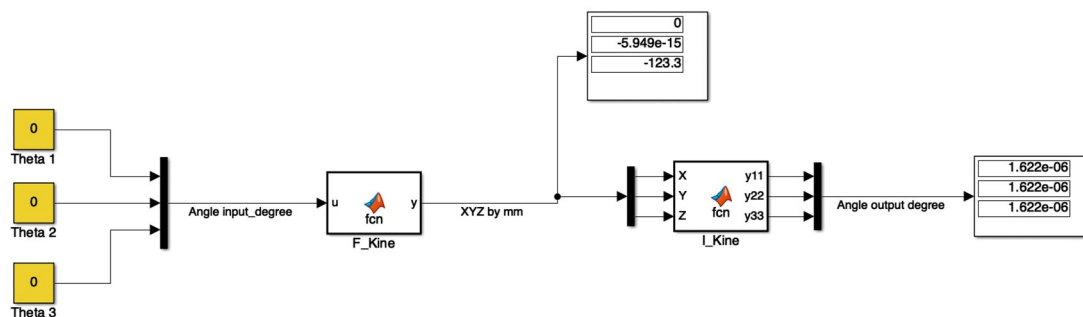 0
-5.949e-15
-123.3
0
Theta 1
0
Theta 2
0
Theta 3
Angle input_degree
u
fcn
y
F_Kine
XYZ by mm
X
Y
Z
fcn
y11
y22
y33
I_Kine
Angle output degree
1.622e-06
1.622e-06
1.622e-06